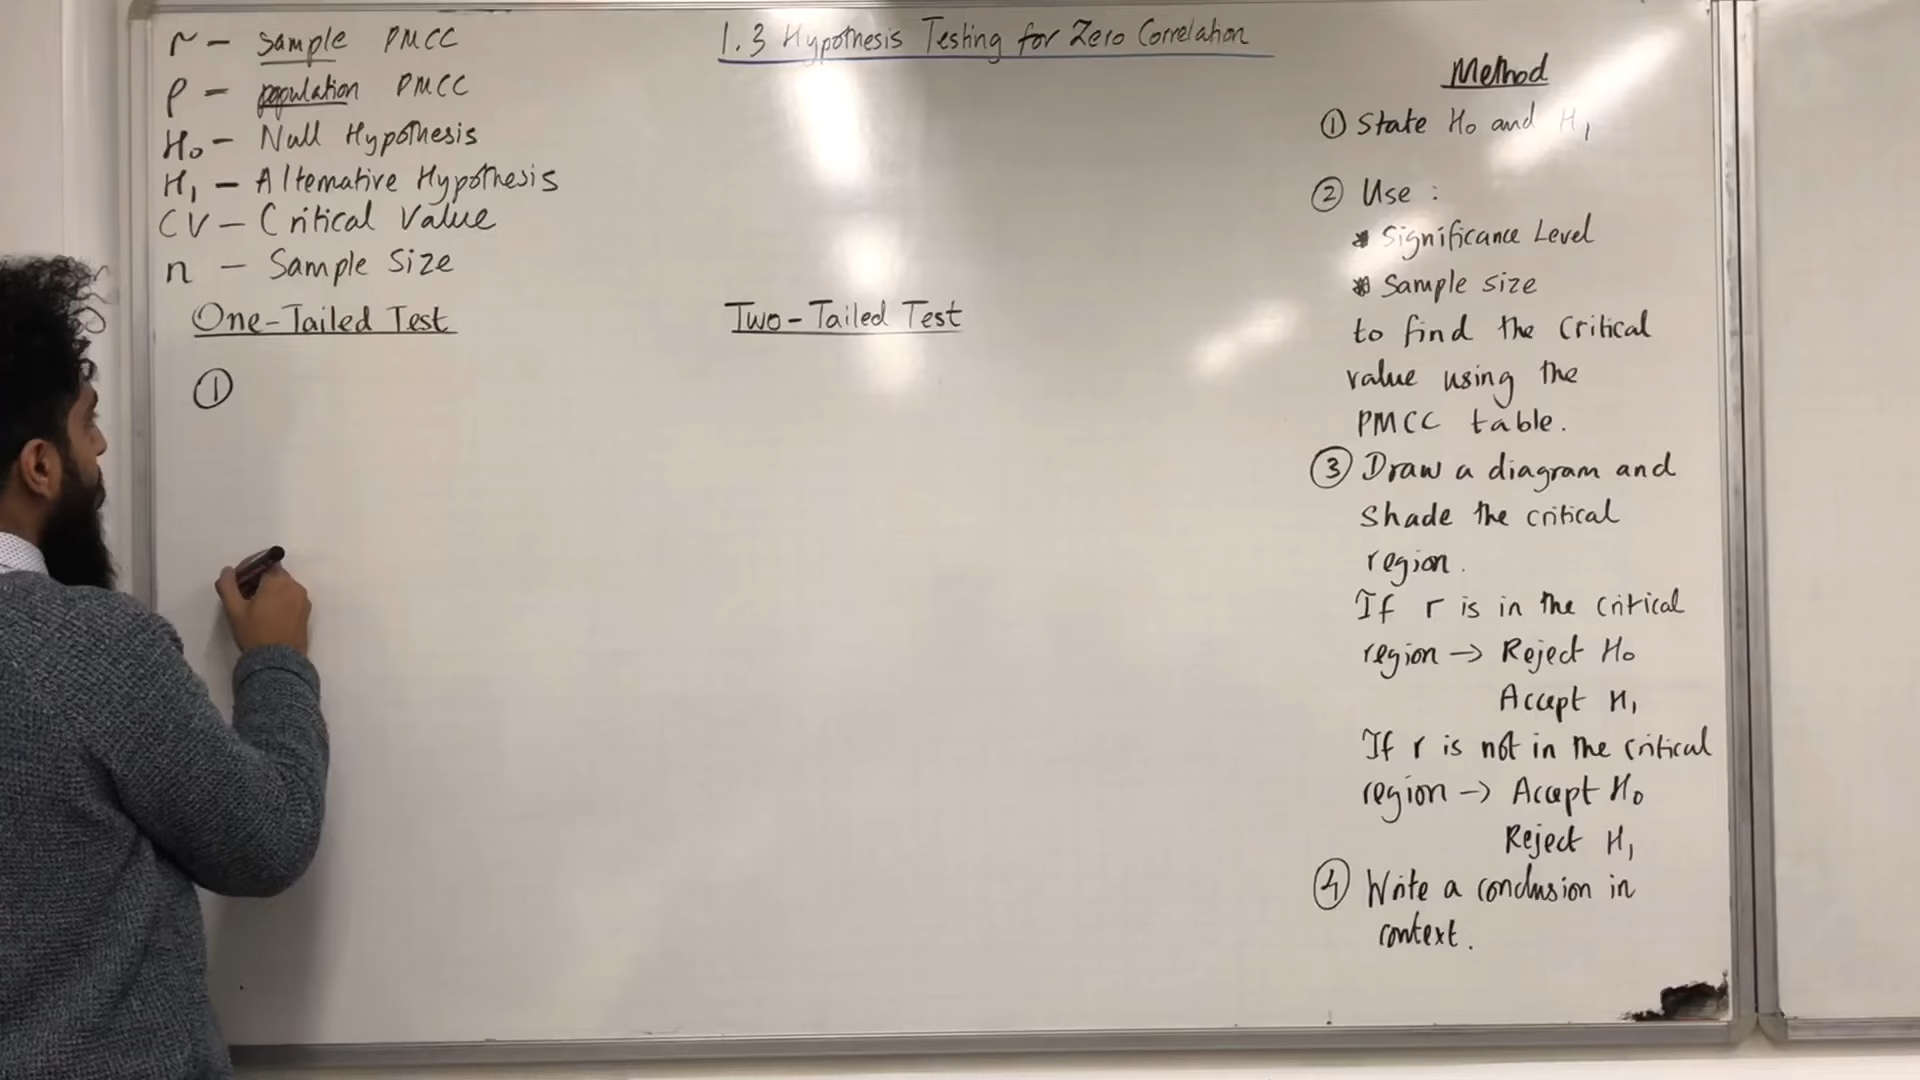 1.3 Hypothesis Testing for Zero Correlation
r - Sample PMCC
ρ - population PMCC
H₀ - Null Hypothesis
H₁ - Alternative Hypothesis
CV - Critical Value
n - Sample Size
One-Tailed Test
①
Two-Tailed Test
Method
① State H₀ and H₁
② Use :
* Significance Level
* Sample size
to find the critical
value using the
PMCC table.
③ Draw a diagram and
shade the critical
region.
If r is in the critical
region → Reject H₀
Accept H₁
If r is not in the critical
region → Accept H₀
Reject H₁
④ Write a conclusion in
context.